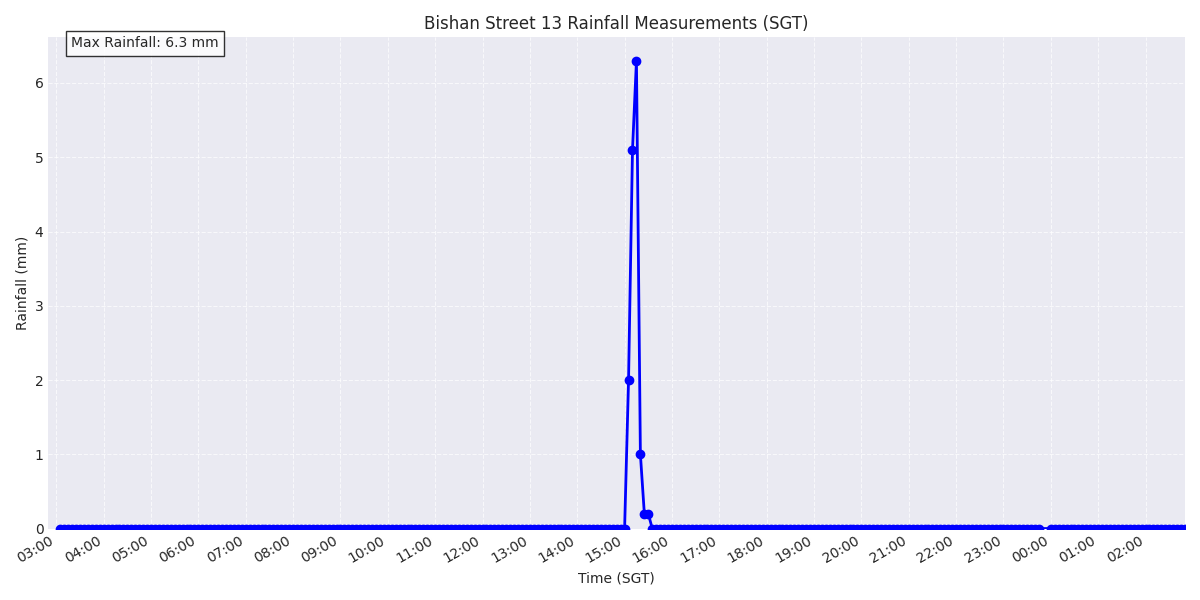 Bishan Street 13 Rainfall Measurements (SGT)
Max Rainfall: 6.3 mm
Rainfall (mm)
6
5
4
3
2
1
0
03:00 04:00 05:00 06:00 07:00 08:00 09:00 10:00 11:00 12:00 13:00 14:00 15:00 16:00 17:00 18:00 19:00 20:00 21:00 22:00 23:00 00:00 01:00 02:00
Time (SGT)